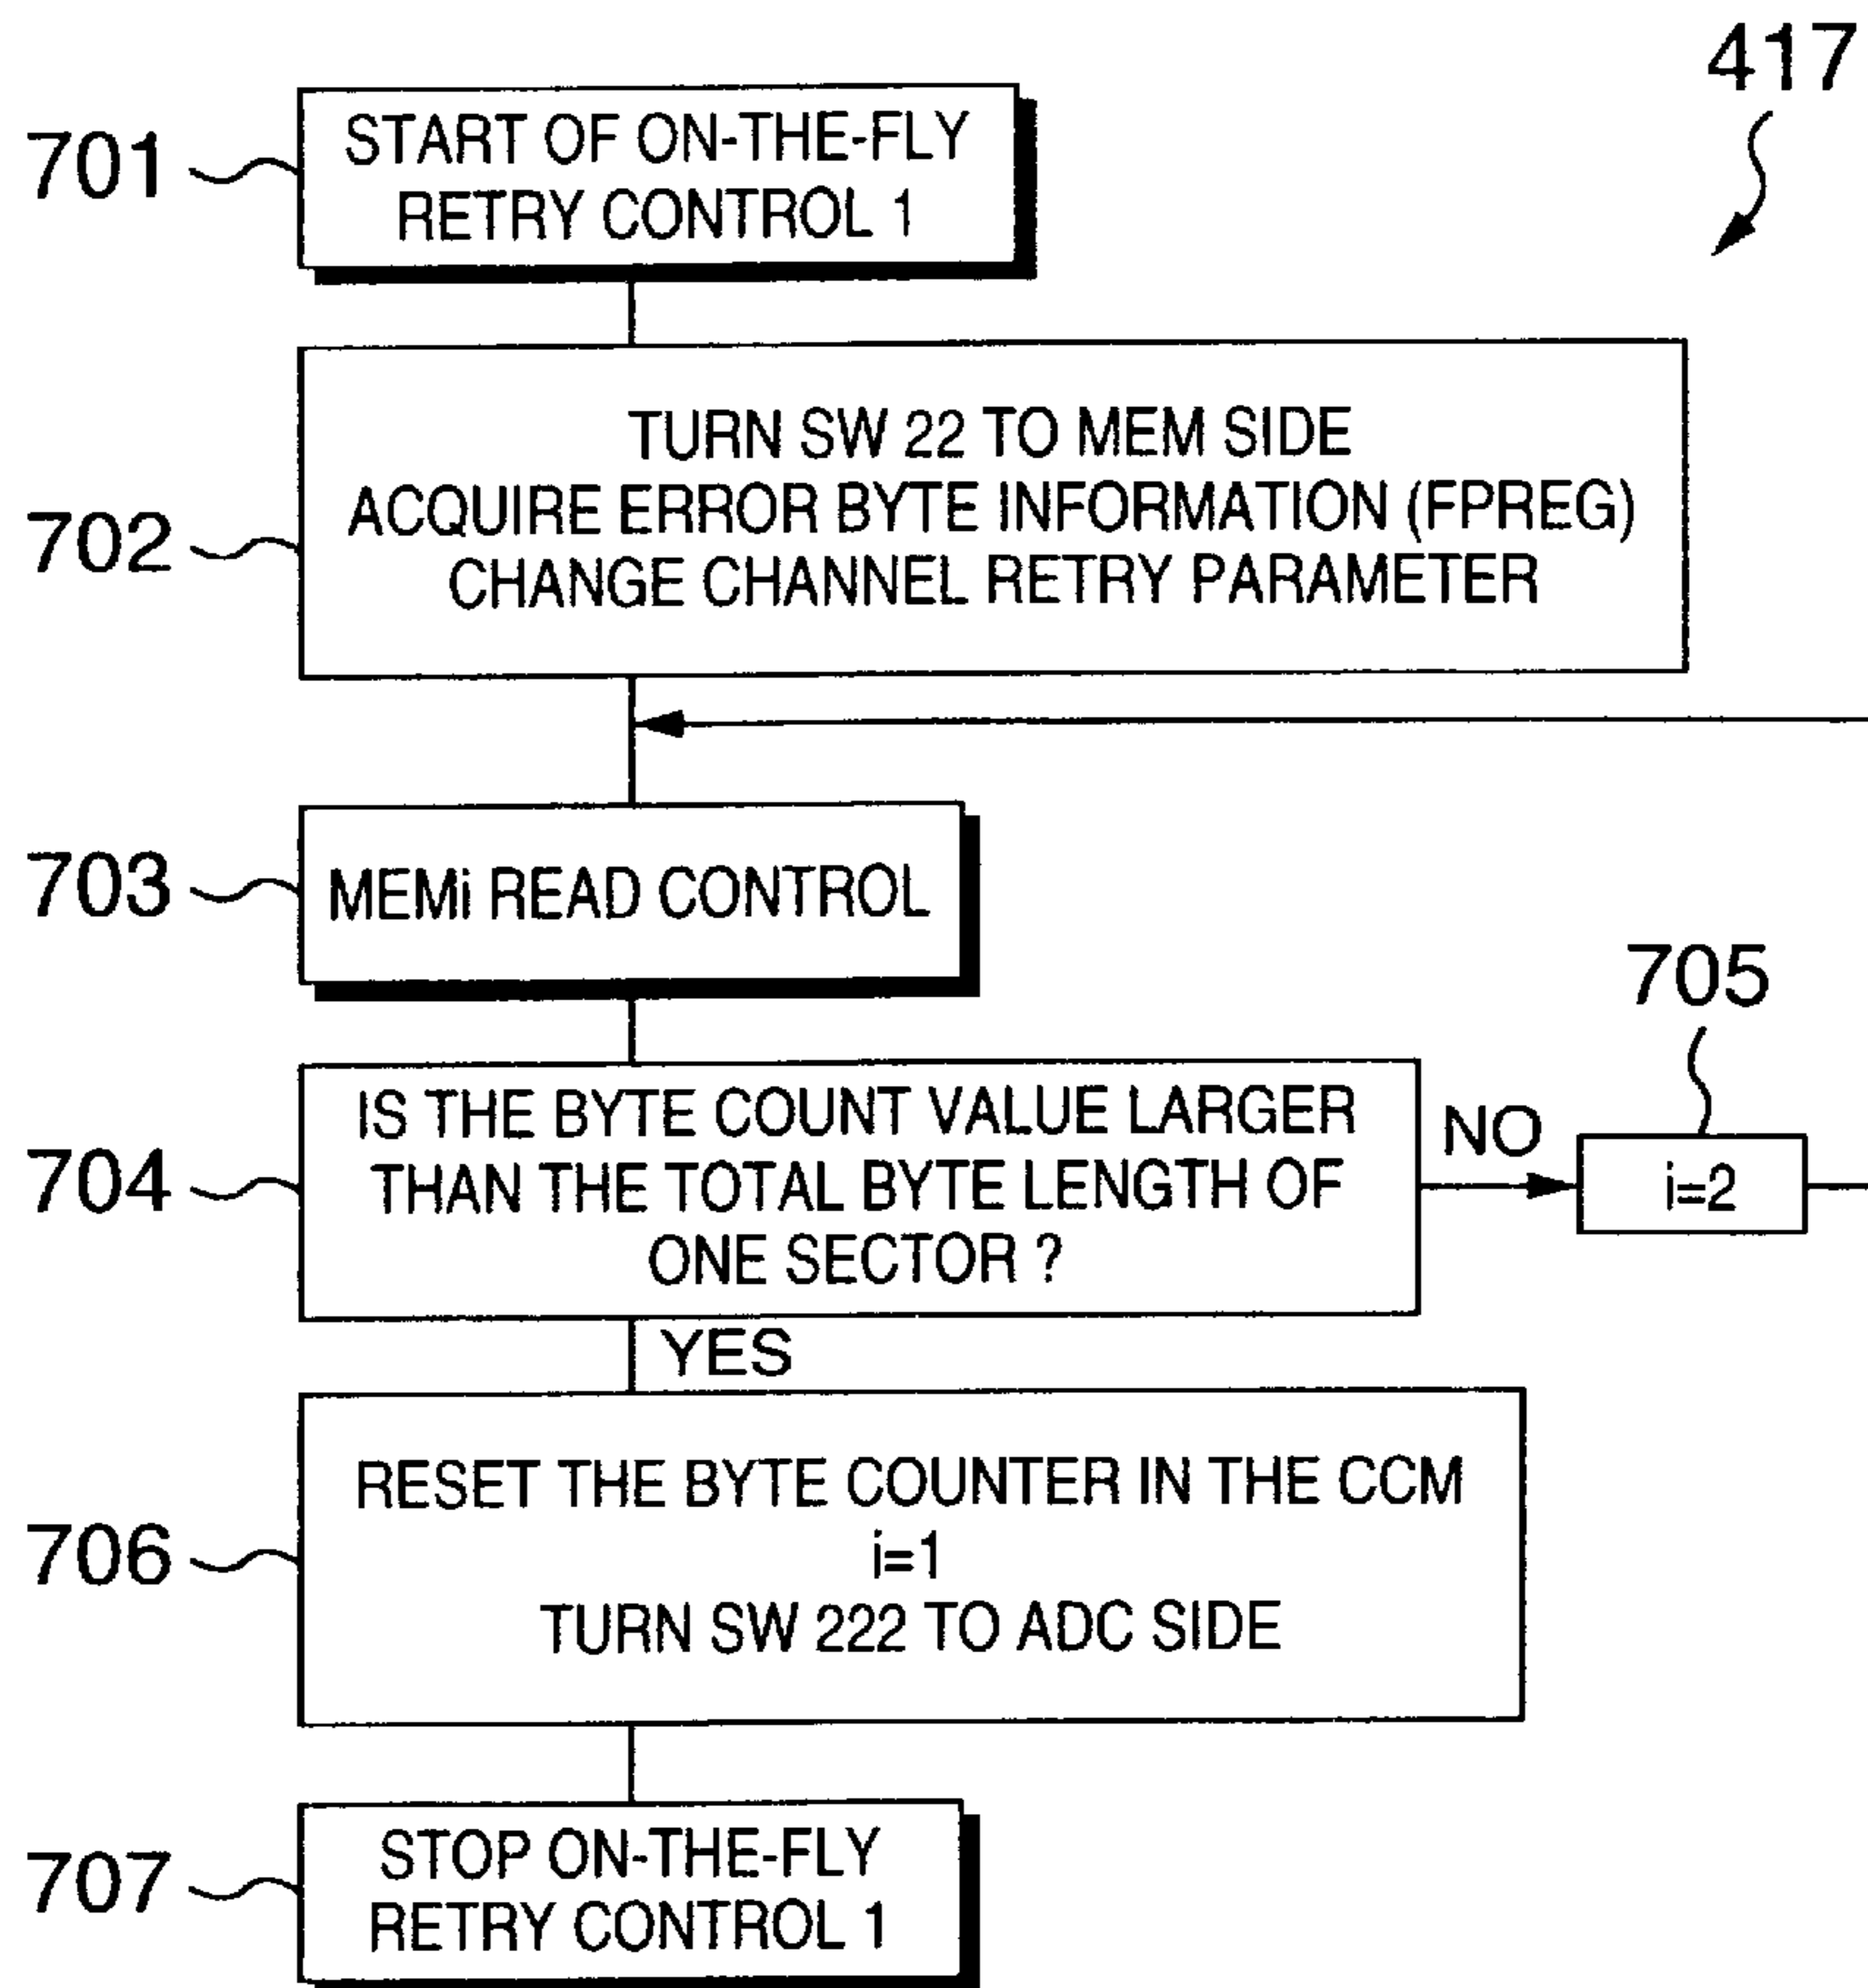 417
701
START OF ON-THE-FLY
RETRY CONTROL 1
702
TURN SW 22 TO MEM SIDE
ACQUIRE ERROR BYTE INFORMATION (FPREG)
CHANGE CHANNEL RETRY PARAMETER
703
MEMi READ CONTROL
704
IS THE BYTE COUNT VALUE LARGER
THAN THE TOTAL BYTE LENGTH OF
ONE SECTOR ?
NO
705
i=2
YES
706
RESET THE BYTE COUNTER IN THE CCM
i=1
TURN SW 222 TO ADC SIDE
707
STOP ON-THE-FLY
RETRY CONTROL 1